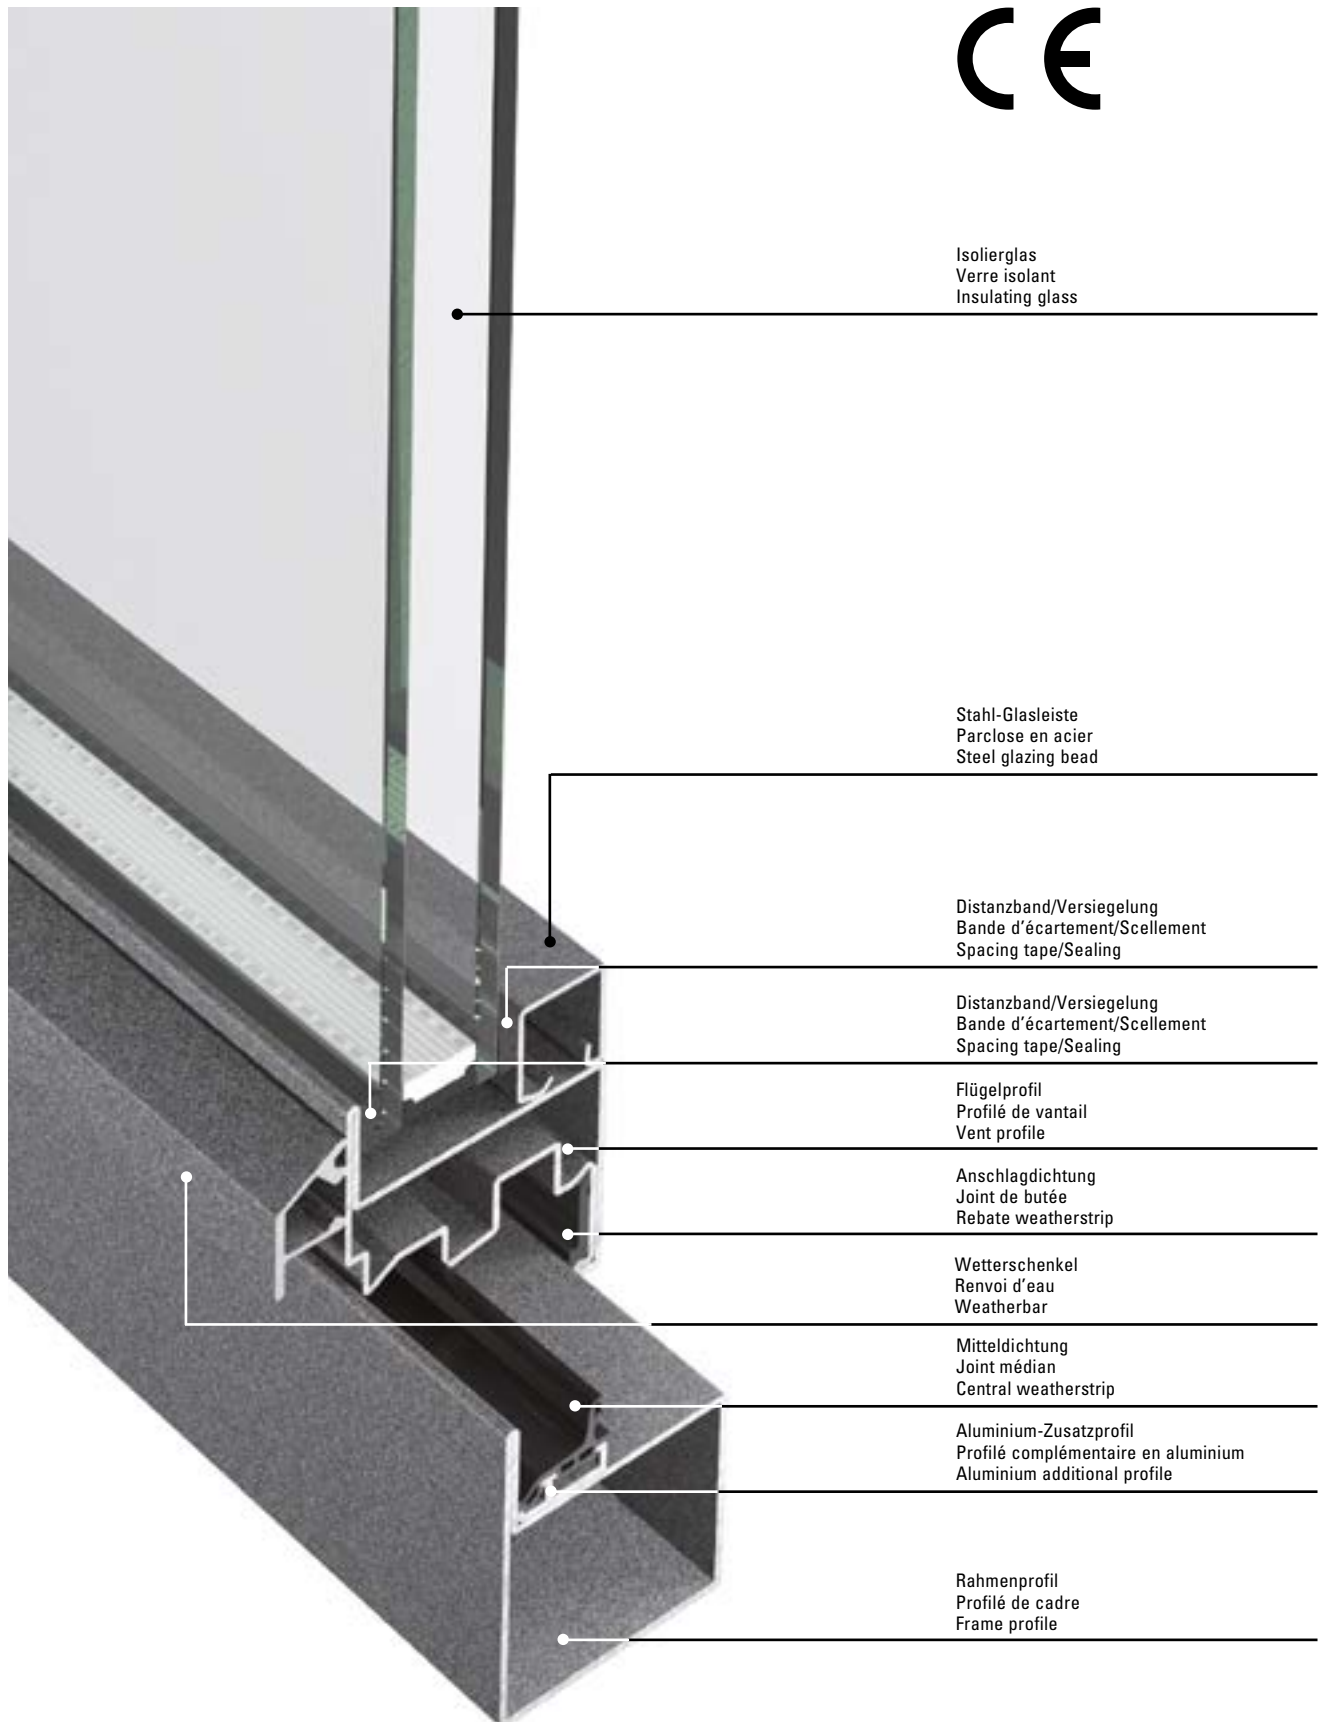 CE
Isolierglas
Verre isolant
Insulating glass
Stahl-Glasleiste
Parclose en acier
Steel glazing bead
Distanzband/Versiegelung
Bande d'écartement/Scellement
Spacing tape/Sealing
Distanzband/Versiegelung
Bande d'écartement/Scellement
Spacing tape/Sealing
Flügelprofil
Profilé de vantail
Vent profile
Anschlagdichtung
Joint de butée
Rebate weatherstrip
Wetterschenkel
Renvoi d'eau
Weatherbar
Mitteldichtung
Joint médian
Central weatherstrip
Aluminium-Zusatzprofil
Profilé complémentaire en aluminium
Aluminium additional profile
Rahmenprofil
Profilé de cadre
Frame profile